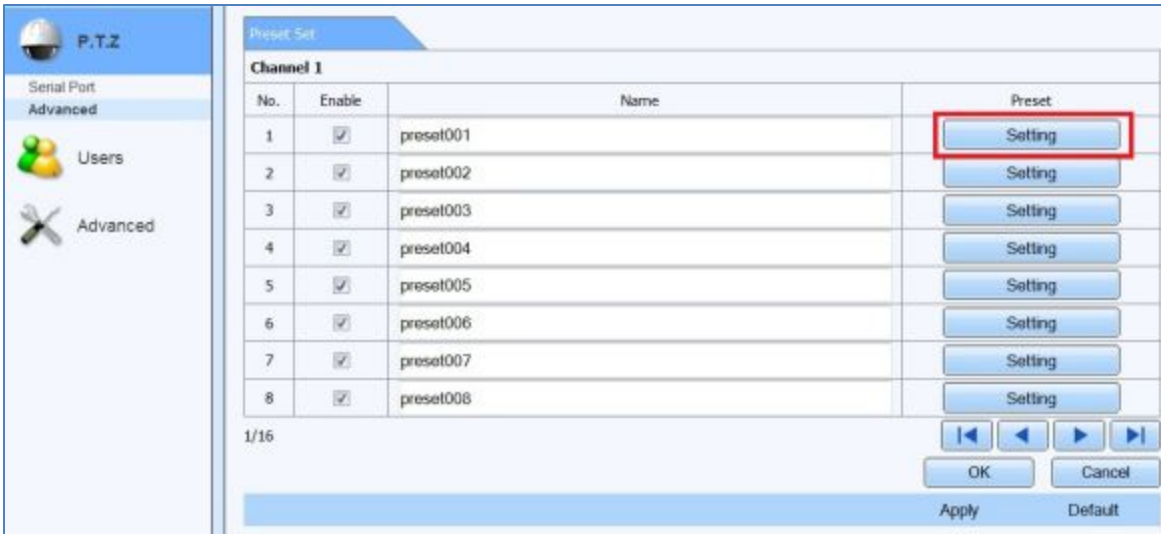 P.T.Z
Serial Port
Advanced
Users
Advanced
Preset Set
Channel 1
No. Enable Name Preset
1 preset001 Setting
2 preset002 Setting
3 preset003 Setting
4 preset004 Setting
5 preset005 Setting
6 preset006 Setting
7 preset007 Setting
8 preset008 Setting
1/16
OK Cancel
Apply Default